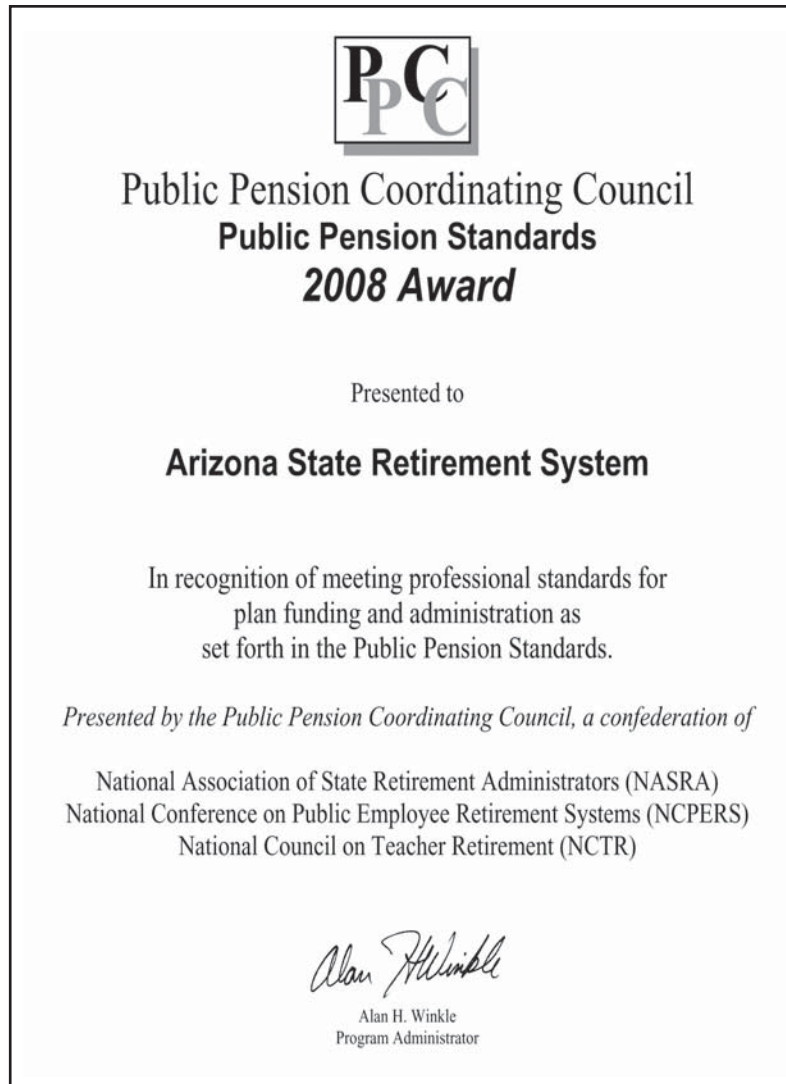 PPCC
Public Pension Coordinating Council
Public Pension Standards
2008 Award
Presented to
Arizona State Retirement System
In recognition of meeting professional standards for
plan funding and administration as
set forth in the Public Pension Standards.
Presented by the Public Pension Coordinating Council, a confederation of
National Association of State Retirement Administrators (NASRA)
National Conference on Public Employee Retirement Systems (NCPERS)
National Council on Teacher Retirement (NCTR)
Alan H Winkle
Alan H. Winkle
Program Administrator